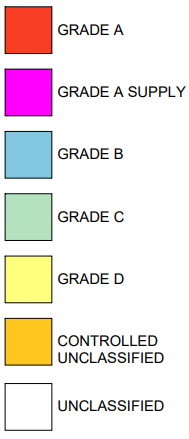 GRADE A
GRADE A SUPPLY
GRADE B
GRADE C
GRADE D
CONTROLLED
UNCLASSIFIED
UNCLASSIFIED